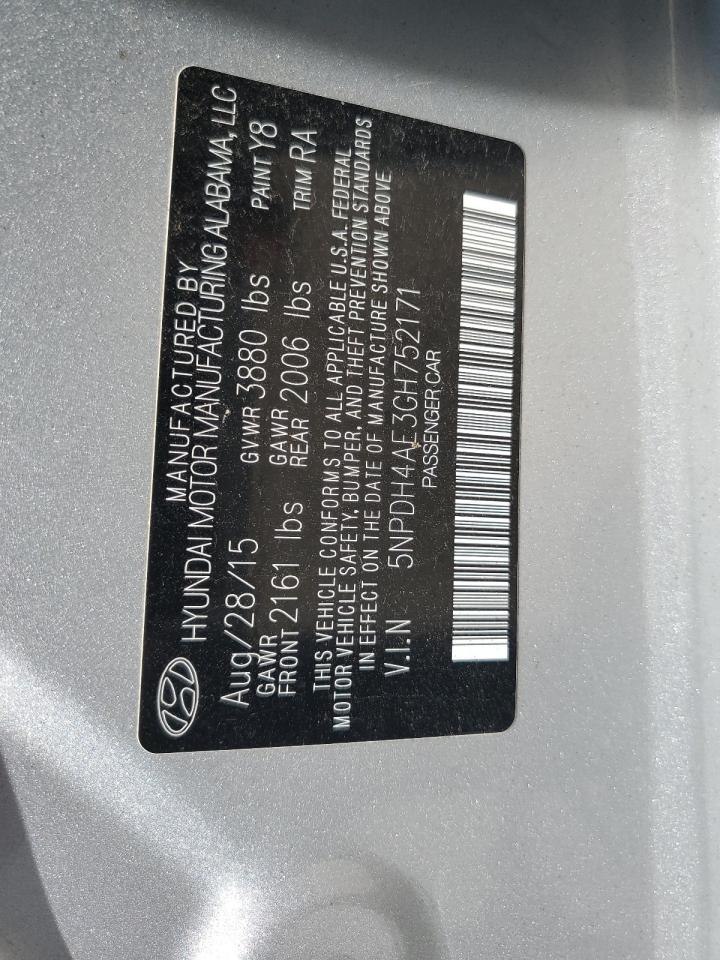 MANUFACTURED BY
HYUNDAI MOTOR MANUFACTURING ALABAMA, LLC
Aug/28/15 GVWR 3880 lbs PAINT Y8
GAWR FRONT 2161 lbs GAWR REAR 2006 lbs TRIM RA
THIS VEHICLE CONFORMS TO ALL APPLICABLE U.S.A. FEDERAL
MOTOR VEHICLE SAFETY, BUMPER, AND THEFT PREVENTION STANDARDS
IN EFFECT ON THE DATE OF MANUFACTURE SHOWN ABOVE
V.I.N 5NPDH4AE3GH752171
PASSENGER CAR